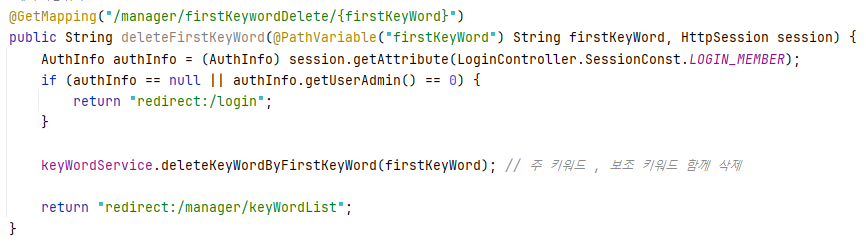 @GetMapping("/manager/firstKeywordDelete/{firstKeyWord}")
public String deleteFirstKeyWord(@PathVariable("firstKeyWord") String firstKeyWord, HttpSession session) {
    AuthInfo authInfo = (AuthInfo) session.getAttribute(LoginController.SessionConst.LOGIN_MEMBER);
    if (authInfo == null || authInfo.getUserAdmin() == 0) {
        return "redirect:/login";
    }
    keyWordService.deleteKeyWordByFirstKeyWord(firstKeyWord); // 주 키워드 , 보조 키워드 함께 삭제
    return "redirect:/manager/keyWordList";
}